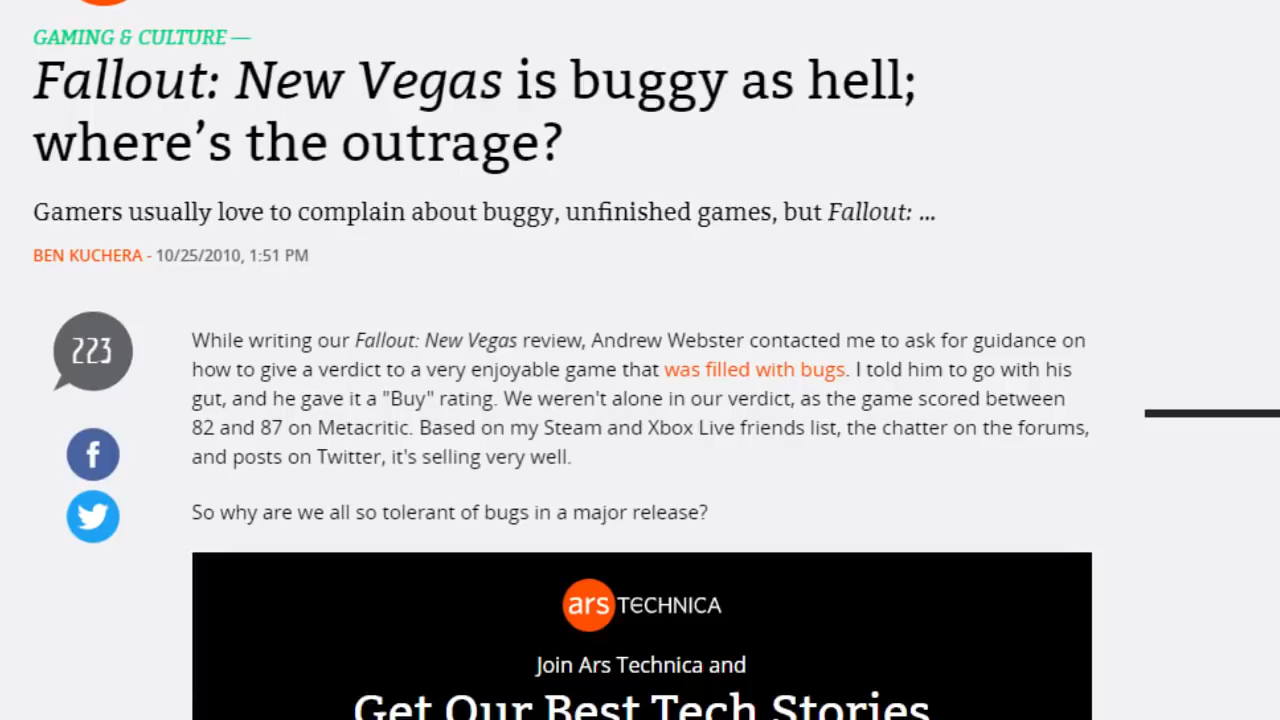 GAMING & CULTURE —
Fallout: New Vegas is buggy as hell;
where’s the outrage?
Gamers usually love to complain about buggy, unfinished games, but Fallout: ...
BEN KUCHERA - 10/25/2010, 1:51 PM
223
While writing our Fallout: New Vegas review, Andrew Webster contacted me to ask for guidance on
how to give a verdict to a very enjoyable game that was filled with bugs. I told him to go with his
gut, and he gave it a "Buy" rating. We weren't alone in our verdict, as the game scored between
82 and 87 on Metacritic. Based on my Steam and Xbox Live friends list, the chatter on the forums,
and posts on Twitter, it's selling very well.
So why are we all so tolerant of bugs in a major release?
ars TECHNICA
Join Ars Technica and
Get Our Best Tech Stories